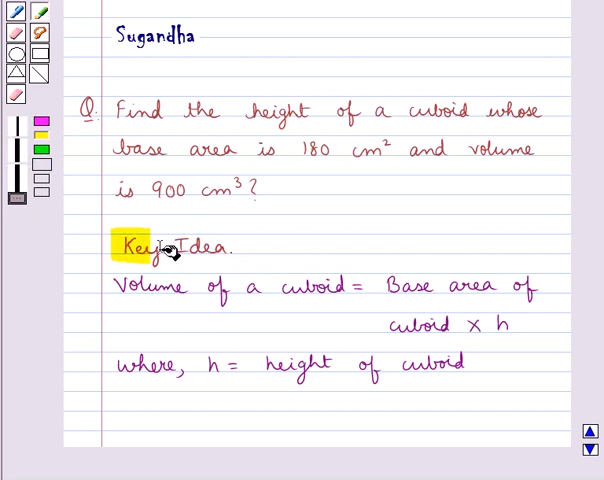 Sugandha
Q. Find the height of a cuboid whose
base area is 180 cm² and volume
is 900 cm³?
Key Idea.
Volume of a cuboid = Base area of
cuboid × h
where, h = height of cuboid